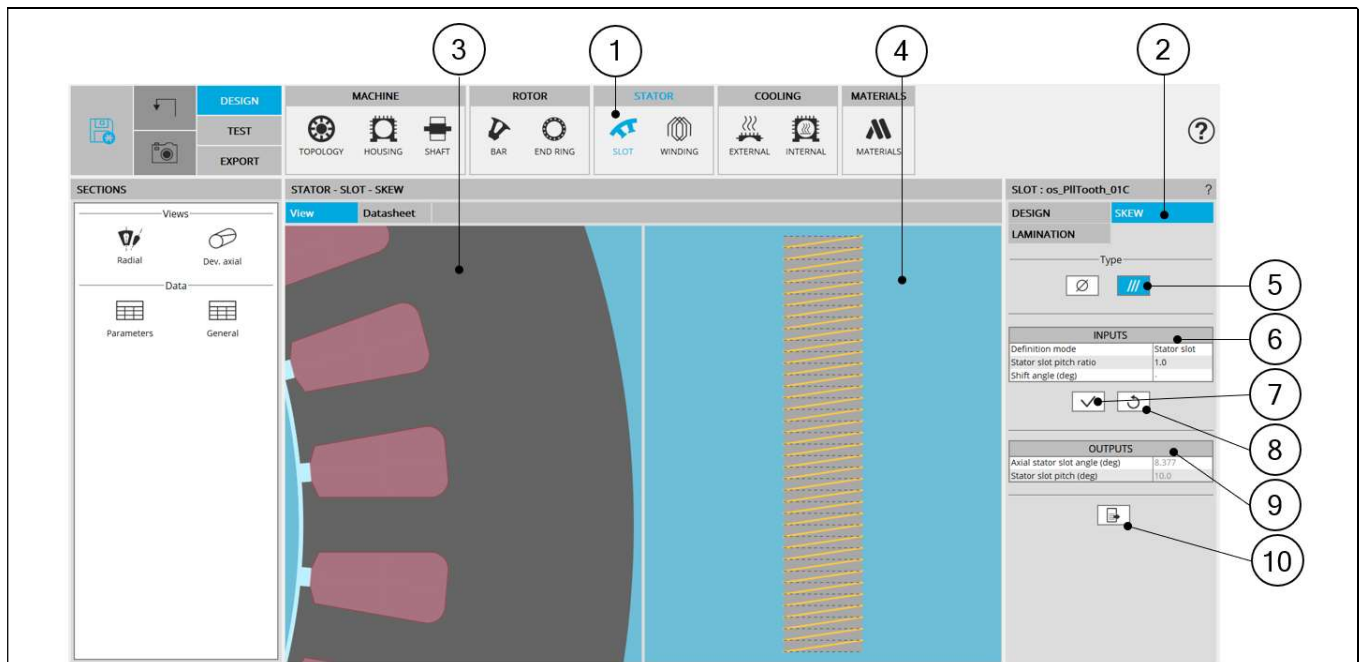 3
1
4
2
DESIGN
TEST
EXPORT
MACHINE
TOPOLOGY HOUSING SHAFT
ROTOR
BAR END RING
STATOR
SLOT WINDING
COOLING
EXTERNAL INTERNAL
MATERIALS
MATERIALS
?
SECTIONS
Views
Radial Dev. axial
Data
Parameters General
STATOR - SLOT - SKEW
View Datasheet
SLOT : os_PllTooth_01C ?
DESIGN SKEW
LAMINATION
Type
5
INPUTS
6
Definition mode Stator slot
Stator slot pitch ratio 1.0
Shift angle (deg) -
7
8
OUTPUTS
Axial stator slot angle (deg) 8.377
Stator slot pitch (deg) 10.0
9
10